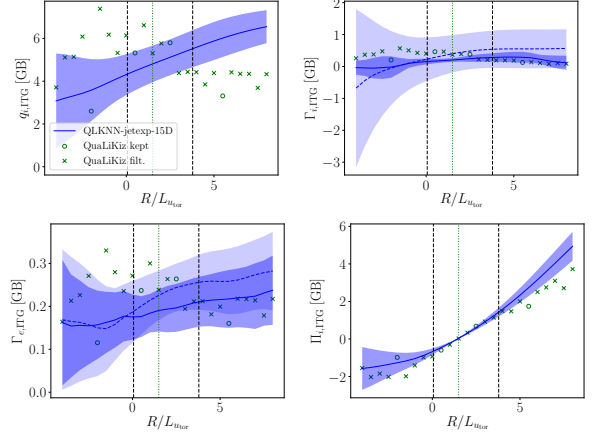 q_{i,ITG} [GB]
6
4
2
0
QLKNN-jetexp-15D
QuaLiKiz kept
QuaLiKiz filt.
0
5
R/L_{u_{tor}}
Γ_{i,ITG} [GB]
2
1
0
−1
−2
−3
0
5
R/L_{u_{tor}}
Γ_{e,ITG} [GB]
0.3
0.2
0.1
0.0
0
5
R/L_{u_{tor}}
Π_{i,ITG} [GB]
6
4
2
0
−2
0
5
R/L_{u_{tor}}